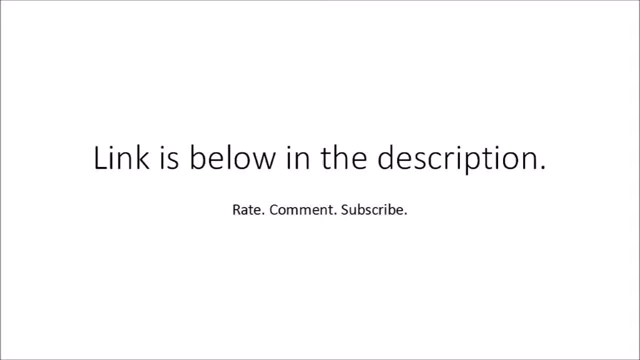 Link is below in the description.
Rate. Comment. Subscribe.